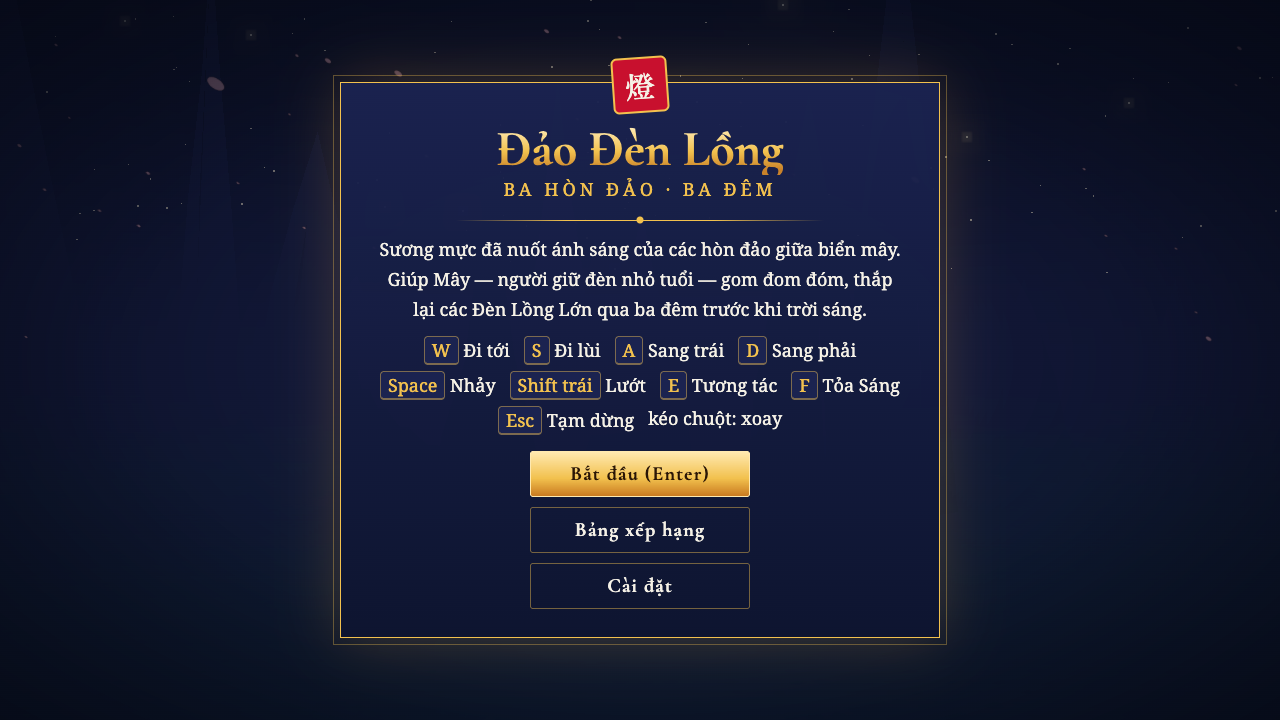 燈
Đảo Đèn Lồng
BA HÒN ĐẢO · BA ĐÊM
Sương mực đã nuốt ánh sáng của các hòn đảo giữa biển mây.
Giúp Mây — người giữ đèn nhỏ tuổi — gom đom đóm, thắp
lại các Đèn Lồng Lớn qua ba đêm trước khi trời sáng.
W Đi tới S Đi lùi A Sang trái D Sang phải
Space Nhảy Shift trái Lướt E Tương tác F Tỏa Sáng
Esc Tạm dừng kéo chuột: xoay
Bắt đầu (Enter)
Bảng xếp hạng
Cài đặt